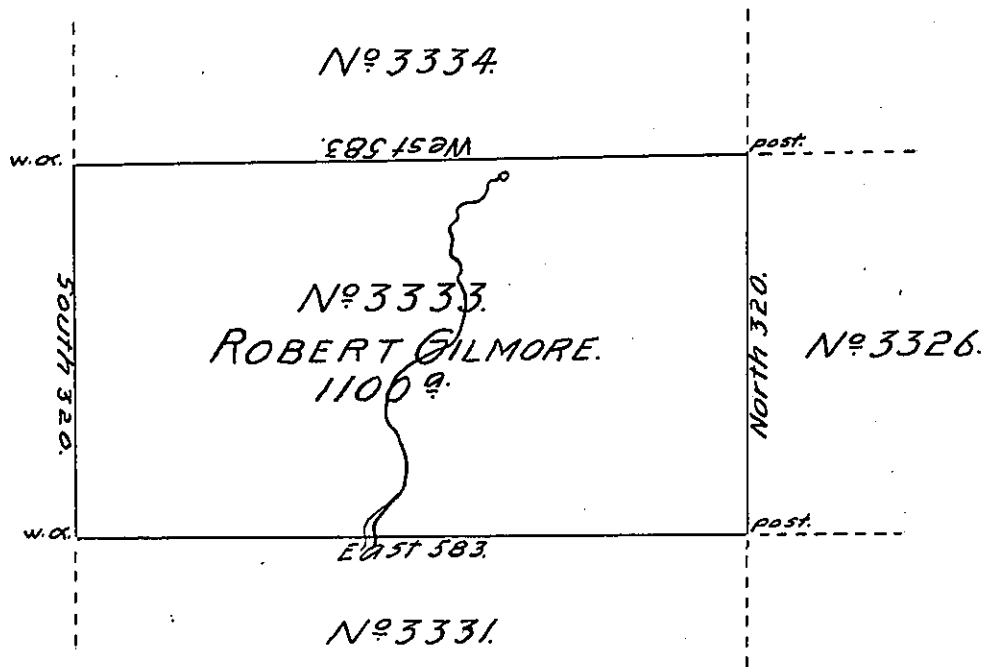 Nº 3334.
West 583.
w.o.
post.
South 320.
Nº 3333.
ROBERT GILMORE.
1100 a.
North 320.
Nº 3326.
w.o.
post.
East 583.
Nº 3331.